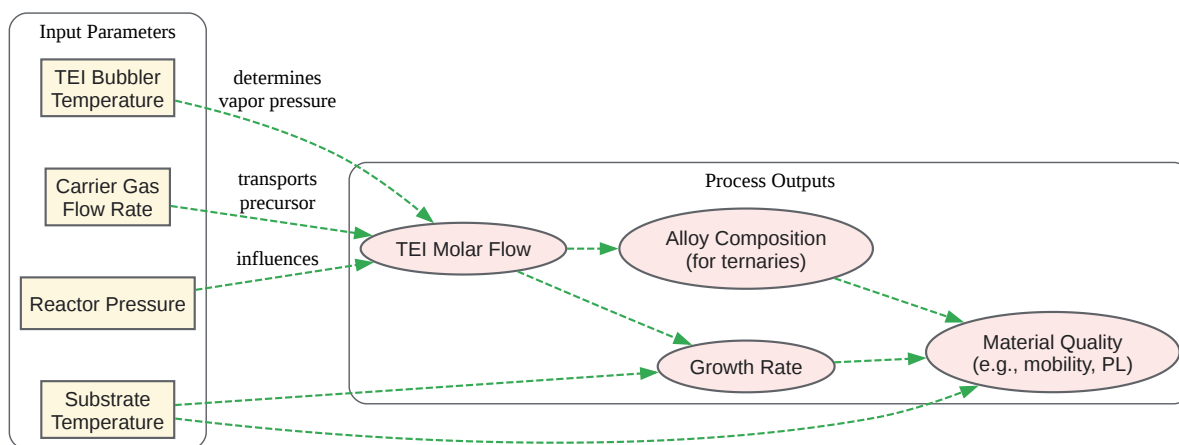 Input Parameters
TEI Bubbler
Temperature
determines
vapor pressure
Carrier Gas
Flow Rate
transports
precursor
Process Outputs
TEI Molar Flow
Alloy Composition
(for ternaries)
influences
Reactor Pressure
Material Quality
(e.g., mobility, PL)
Growth Rate
Substrate
Temperature